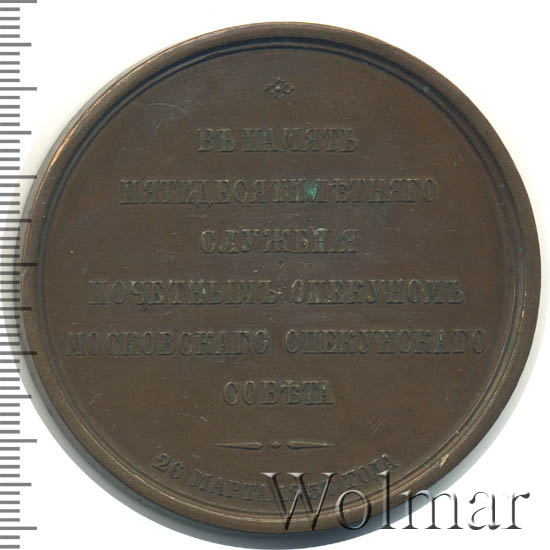 ВЪ ПАМЯТЬ
ПЯТИДЕСЯТИЛѢТНЯГО
СЛУЖЕНІЯ
ПОЧЕТНЫМЪ ОПЕКУНОМЪ
МОСКОВСКАГО ОПЕКУНСКАГО
СОВѢТА
26 МАРТА ГОДА
Wolmar